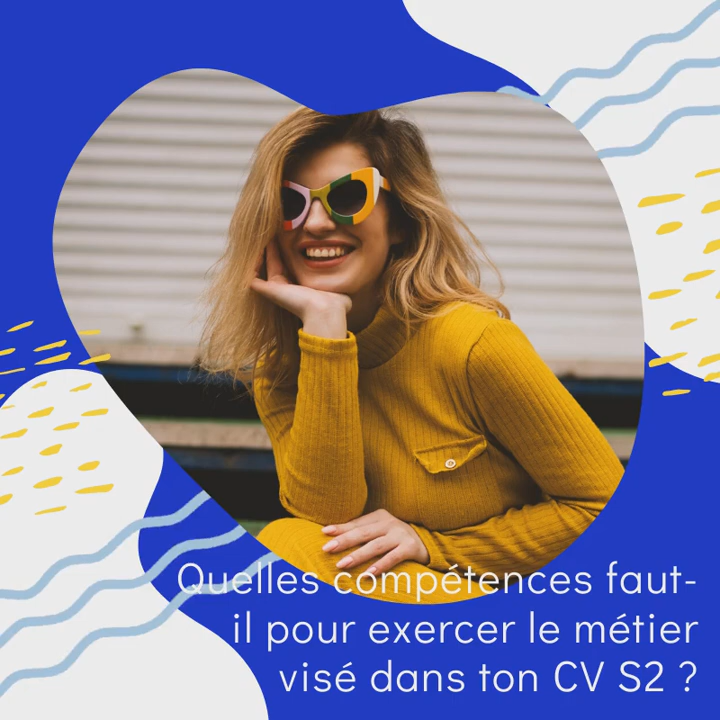 Quelles compétences faut-
il pour exercer le métier
visé dans ton CV S2 ?